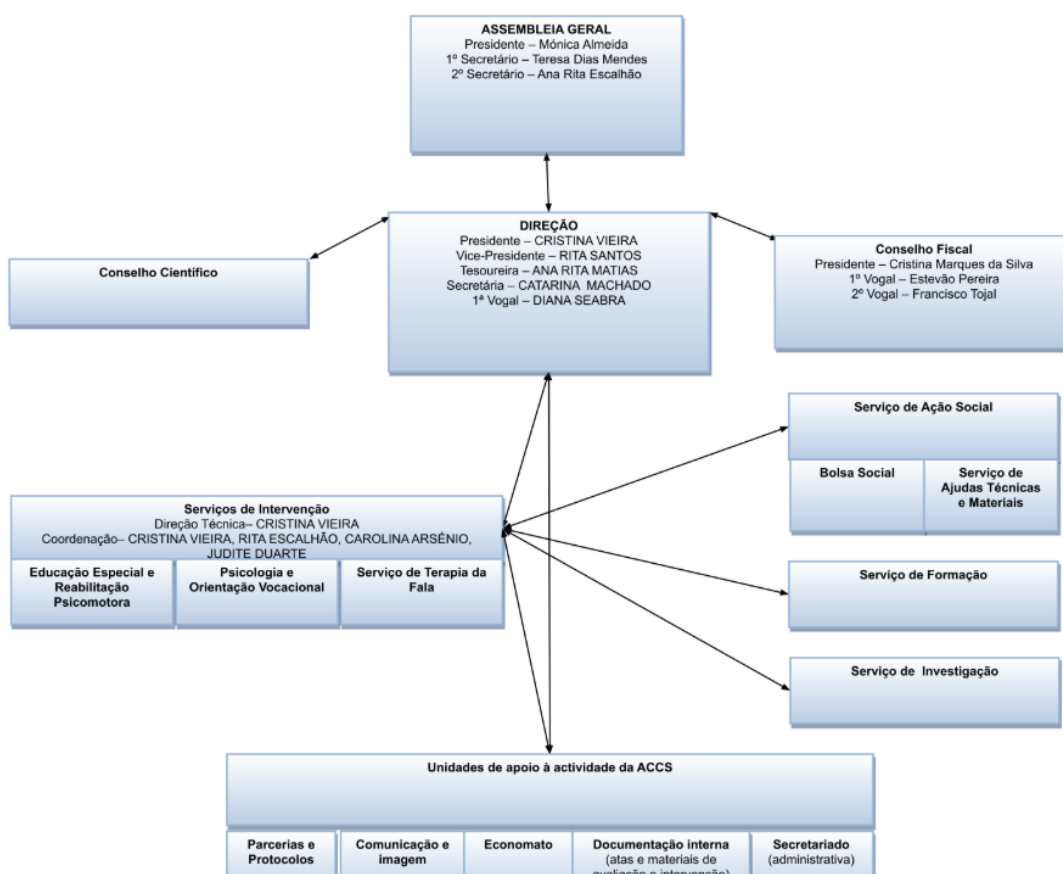 ASSEMBLEIA GERAL
Presidente – Mónica Almeida
1º Secretário – Teresa Dias Mendes
2º Secretário – Ana Rita Escalhão
DIREÇÃO
Presidente – CRISTINA VIEIRA
Vice-Presidente – RITA SANTOS
Tesoureira – ANA RITA MATIAS
Secretária – CATARINA MACHADO
1ª Vogal – DIANA SEABRA
Conselho Científico
Conselho Fiscal
Presidente – Cristina Marques da Silva
1º Vogal – Estevão Pereira
2º Vogal – Francisco Tojal
Serviço de Ação Social
Bolsa Social
Serviço de
Ajudas Técnicas
e Materiais
Serviços de Intervenção
Direção Técnica– CRISTINA VIEIRA
Coordenação– CRISTINA VIEIRA, RITA ESCALHÃO, CAROLINA ARSÉNIO,
JUDITE DUARTE
Educação Especial e
Reabilitação
Psicomotora
Psicologia e
Orientação Vocacional
Serviço de Terapia da
Fala
Serviço de Formação
Serviço de Investigação
Unidades de apoio à actividade da ACCS
Parcerias e
Protocolos
Comunicação e
imagem
Economato
Documentação interna
(atas e materiais de
avaliação e intervenção)
Secretariado
(administrativa)